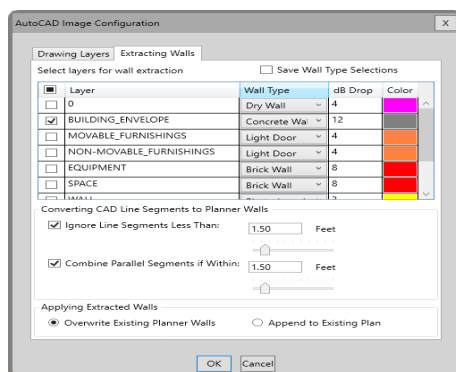 AutoCAD Image Configuration X
Drawing Layers Extracting Walls
Select layers for wall extraction Save Wall Type Selections
Layer Wall Type dB Drop Color
0 Dry Wall 4
BUILDING_ENVELOPE Concrete Wal 12
MOVABLE_FURNISHINGS Light Door 4
NON-MOVABLE_FURNISHINGS Light Door 4
EQUIPMENT Brick Wall 8
SPACE Brick Wall 8
WALL
Converting CAD Line Segments to Planner Walls
Ignore Line Segments Less Than: 1.50 Feet
Combine Parallel Segments if Within: 1.50 Feet
Applying Extracted Walls
Overwrite Existing Planner Walls Append to Existing Plan
OK Cancel